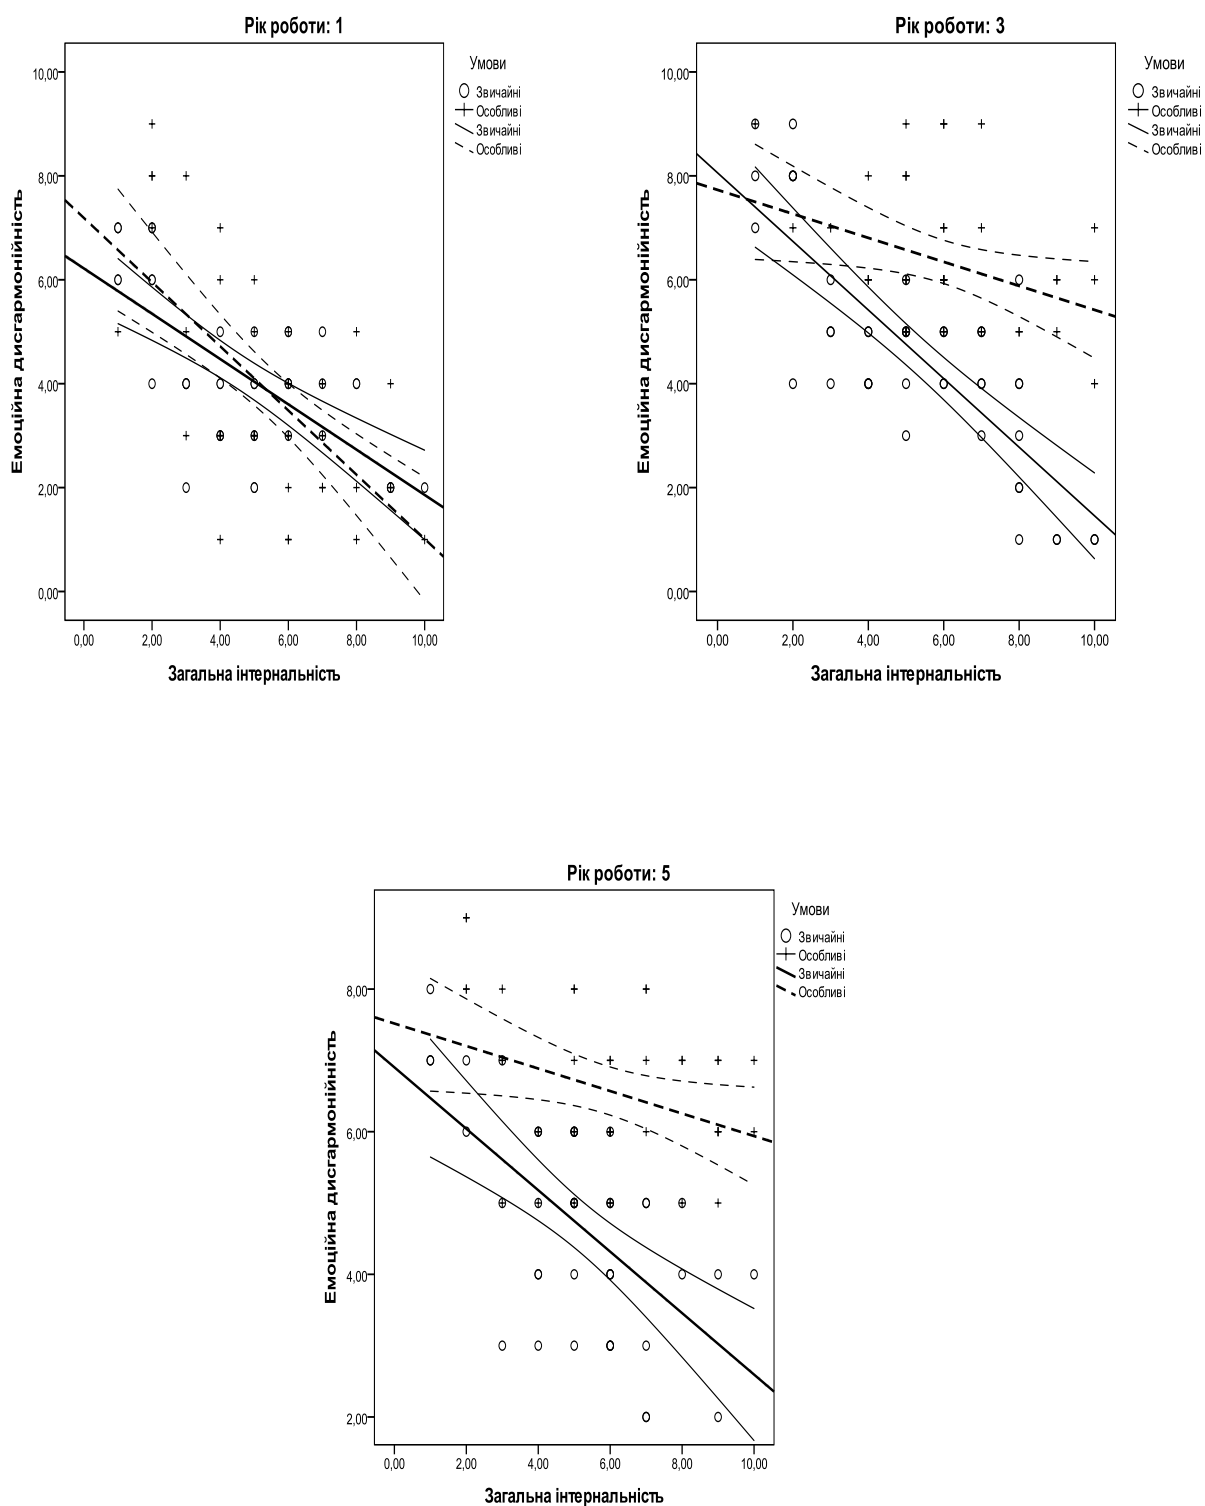 Рік роботи: 1
Умови
Звичайні
Особливі
Звичайні
Особливі
10,00
8,00
6,00
4,00
2,00
0,00
Емоційна дисгармонійність
0,00 2,00 4,00 6,00 8,00 10,00
Загальна інтернальність
Рік роботи: 3
Умови
Звичайні
Особливі
Звичайні
Особливі
10,00
8,00
6,00
4,00
2,00
0,00
Емоційна дисгармонійність
0,00 2,00 4,00 6,00 8,00 10,00
Загальна інтернальність
Рік роботи: 5
Умови
Звичайні
Особливі
Звичайні
Особливі
8,00
6,00
4,00
2,00
Емоційна дисгармонійність
0,00 2,00 4,00 6,00 8,00 10,00
Загальна інтернальність